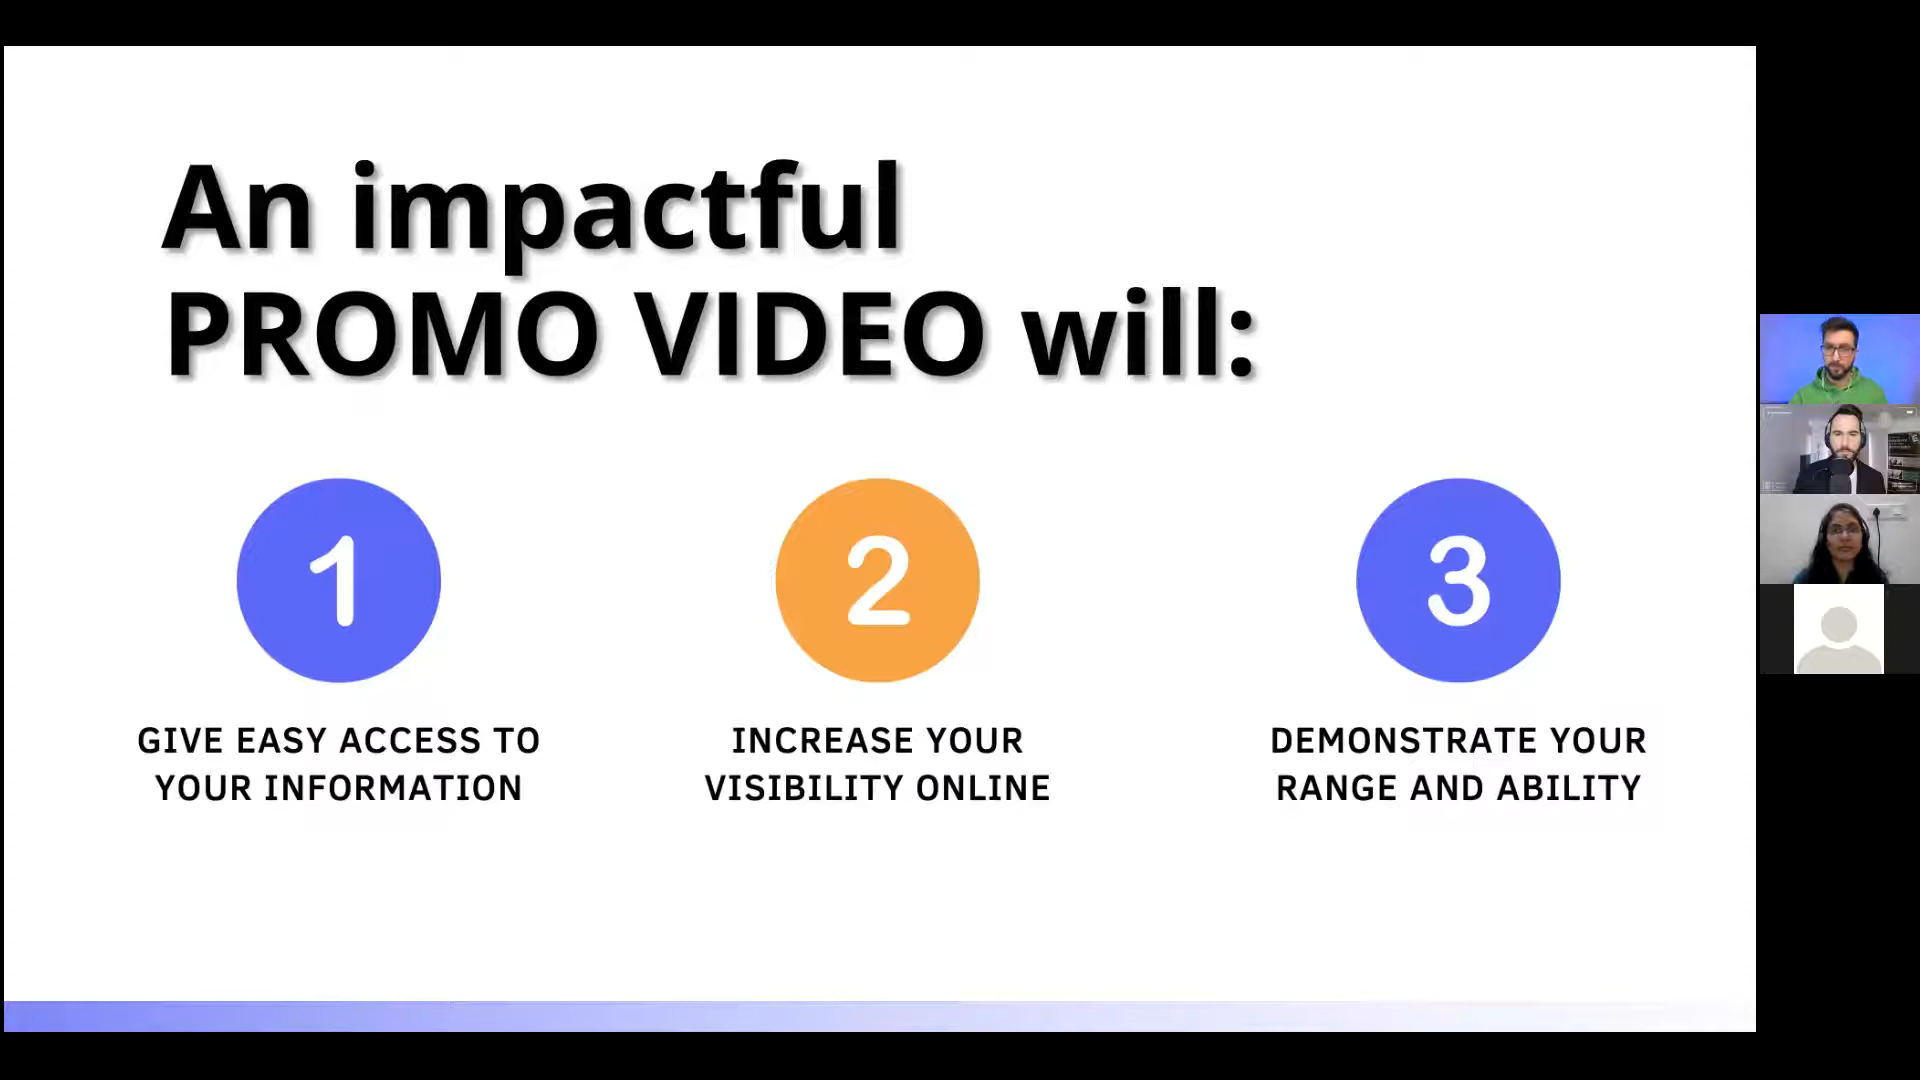 An impactful
PROMO VIDEO will:
1
2
3
GIVE EASY ACCESS TO
YOUR INFORMATION
INCREASE YOUR
VISIBILITY ONLINE
DEMONSTRATE YOUR
RANGE AND ABILITY